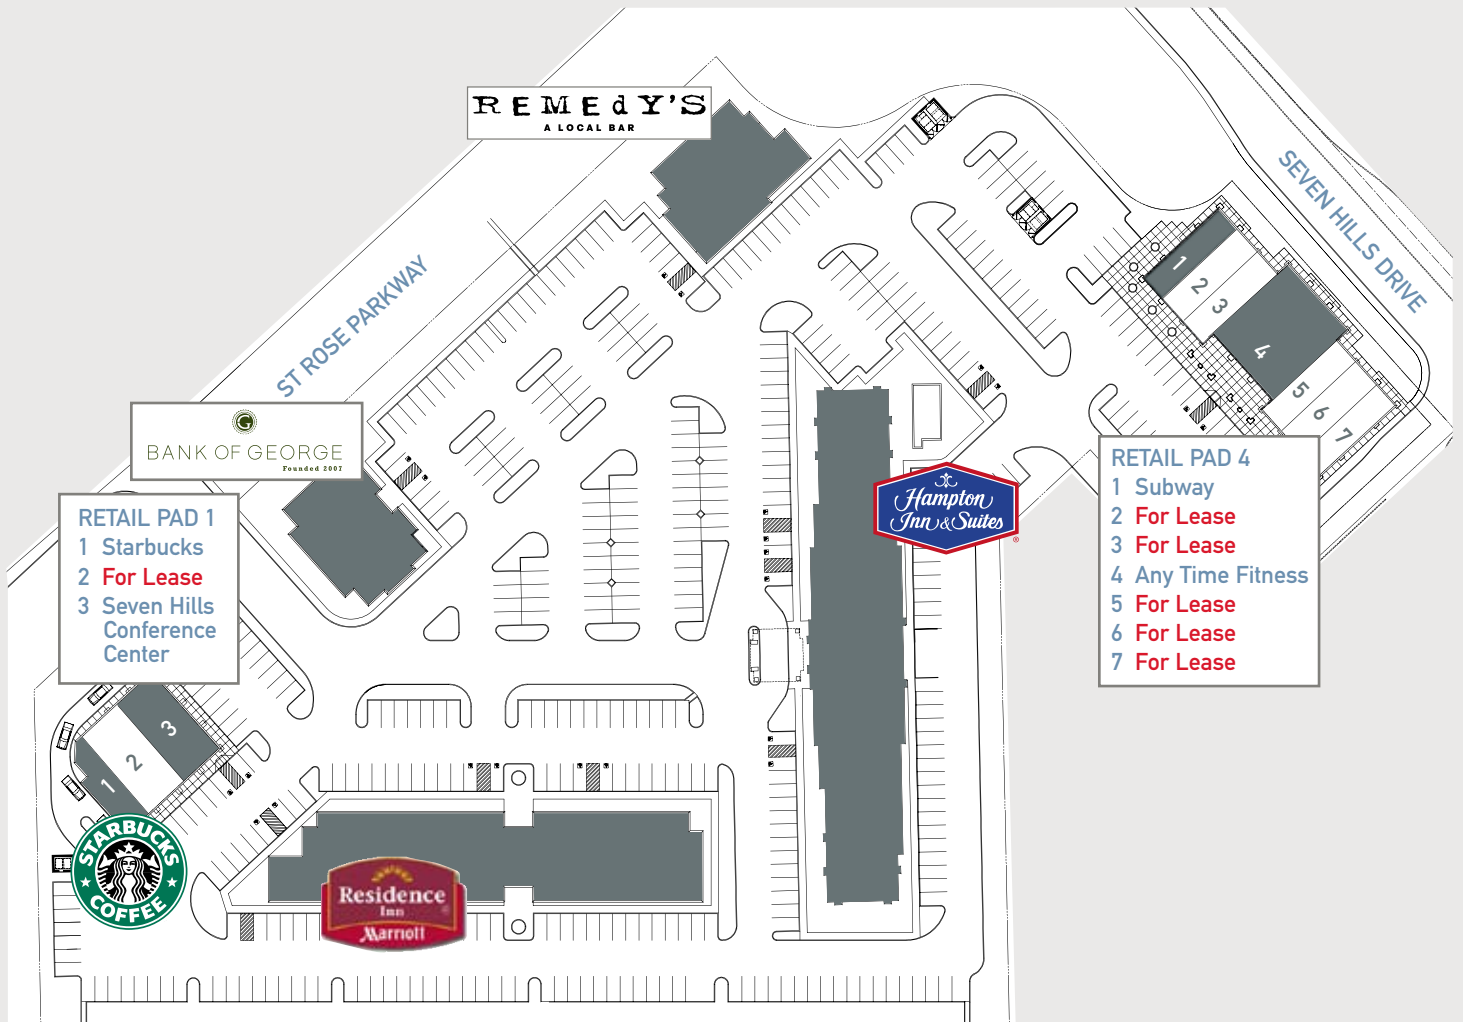 REMEDY'S
A LOCAL BAR
SEVEN HILLS DRIVE
ST ROSE PARKWAY
G
BANK OF GEORGE
Founded 2007
RETAIL PAD 1
1 Starbucks
2 For Lease
3 Seven Hills
Conference
Center
1
2
3
4
5
6
7
Hampton
Inn & Suites
®
RETAIL PAD 4
1 Subway
2 For Lease
3 For Lease
4 Any Time Fitness
5 For Lease
6 For Lease
7 For Lease
3
2
1
STARBUCKS
COFFEE
Residence
Inn
Marriott